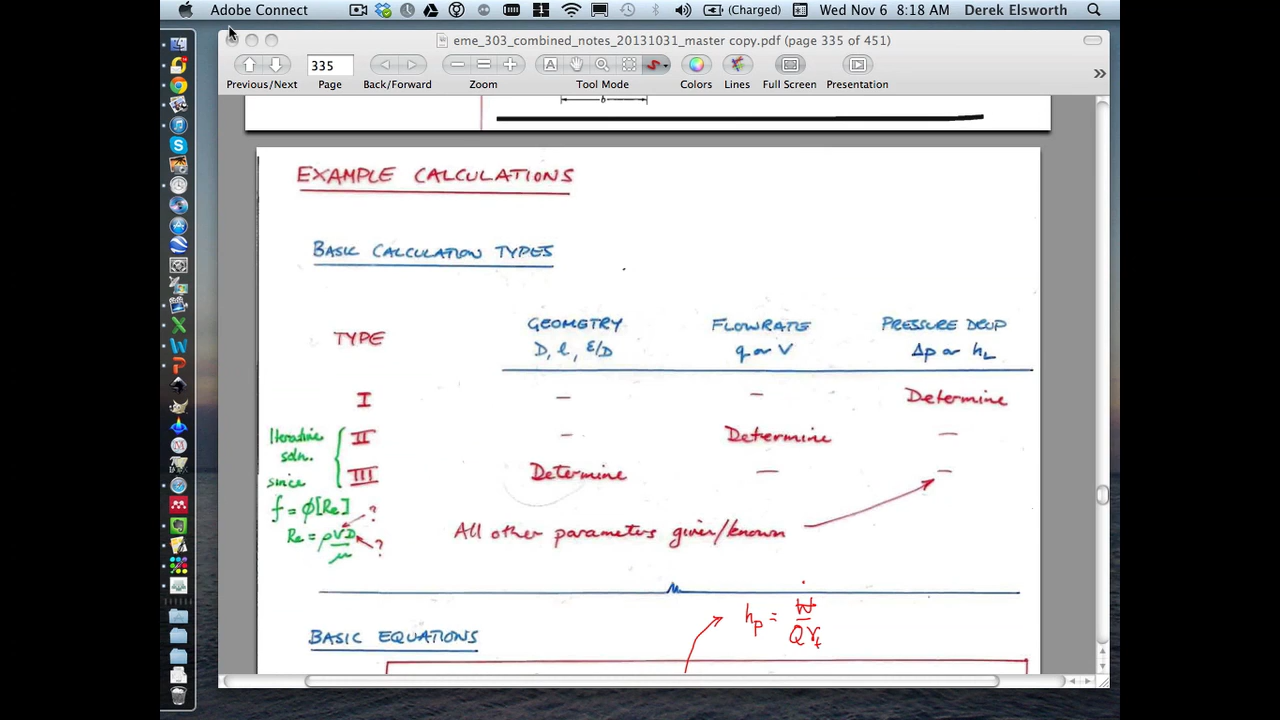 Adobe Connect (Charged) Wed Nov 6 8:18 AM Derek Elsworth
eme_303_combined_notes_20131031_master copy.pdf (page 335 of 451)
335
Previous/Next Page Back/Forward Zoom Tool Mode Colors Lines Full Screen Presentation
b
EXAMPLE CALCULATIONS
BASIC CALCULATION TYPES
TYPE GEOMETRY FLOWRATE PRESSURE DROP
D, l, ε/D q or V Δp or hL
I — — Determine
Iterative II — Determine —
soln.
since III Determine — —
f = φ[Re] ?
Re = ρVD/μ ?
All other parameters given/known
hp = Ẇ/Qγf
BASIC EQUATIONS